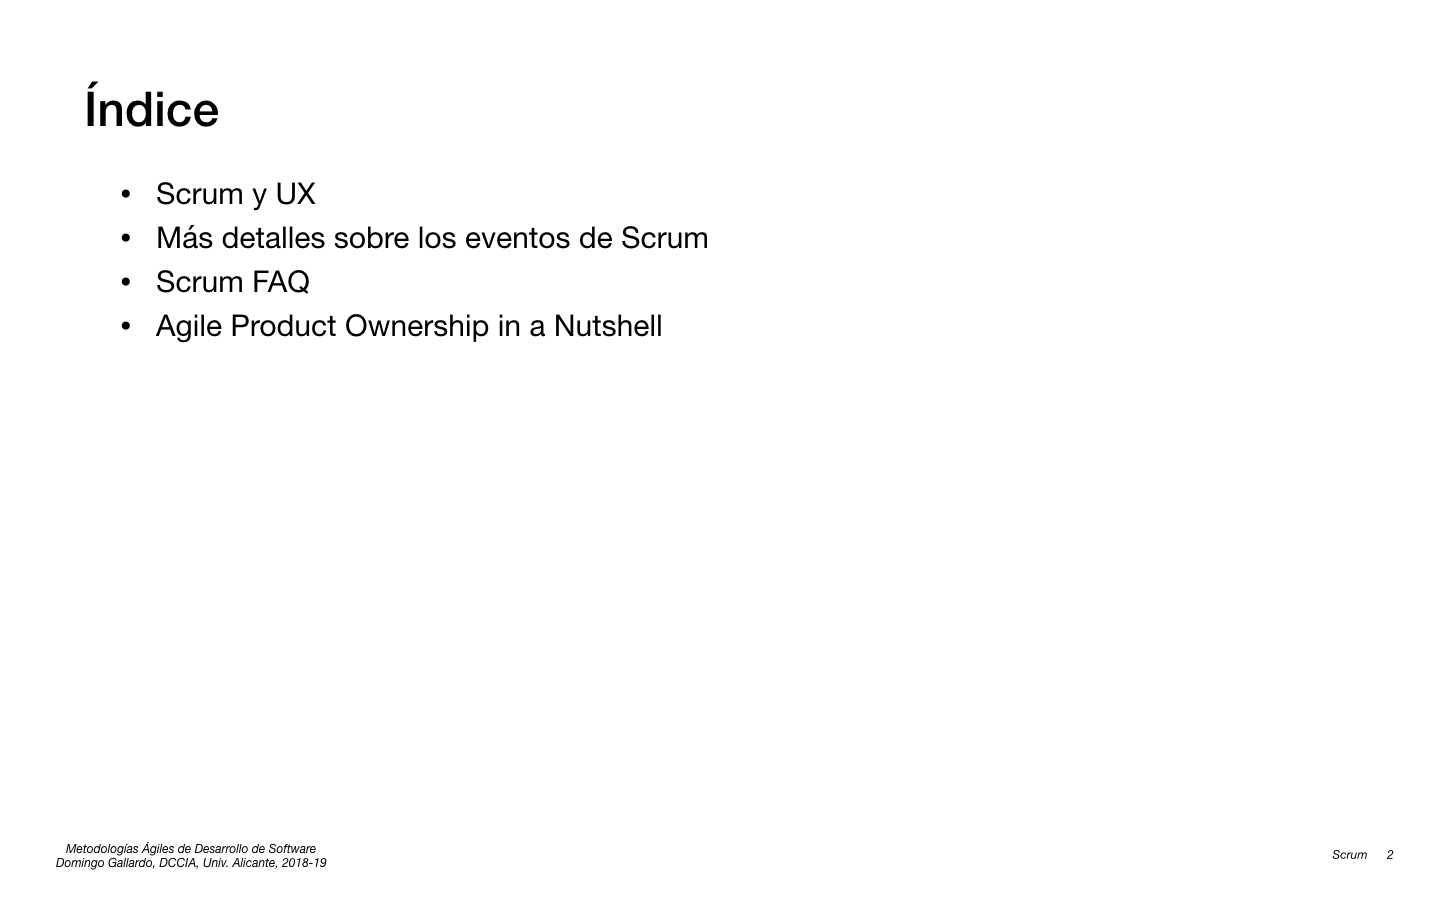 Índice
• Scrum y UX
• Más detalles sobre los eventos de Scrum
• Scrum FAQ
• Agile Product Ownership in a Nutshell
Metodologías Ágiles de Desarrollo de Software
Domingo Gallardo, DCCIA, Univ. Alicante, 2018-19
Scrum 2